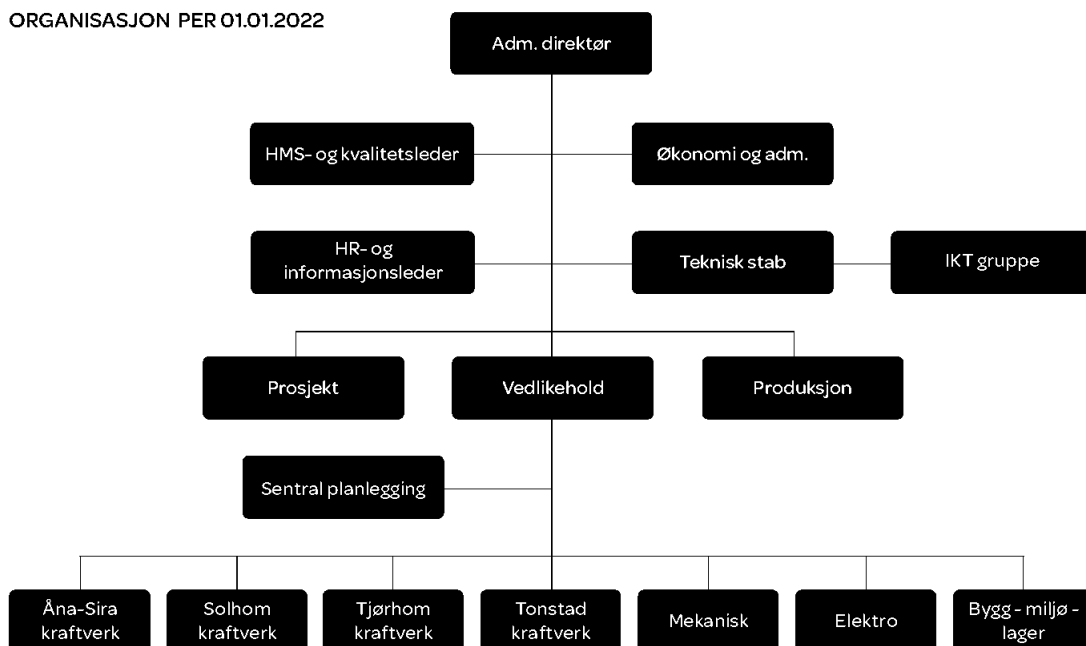 ORGANISASJON PER 01.01.2022
Adm. direktør
HMS- og kvalitetsleder
Økonomi og adm.
HR- og
informasjonsleder
Teknisk stab
IKT gruppe
Prosjekt
Vedlikehold
Produksjon
Sentral planlegging
Åna-Sira
kraftverk
Solhom
kraftverk
Tjørhom
kraftverk
Tonstad
kraftverk
Mekanisk
Elektro
Bygg - miljø -
lager